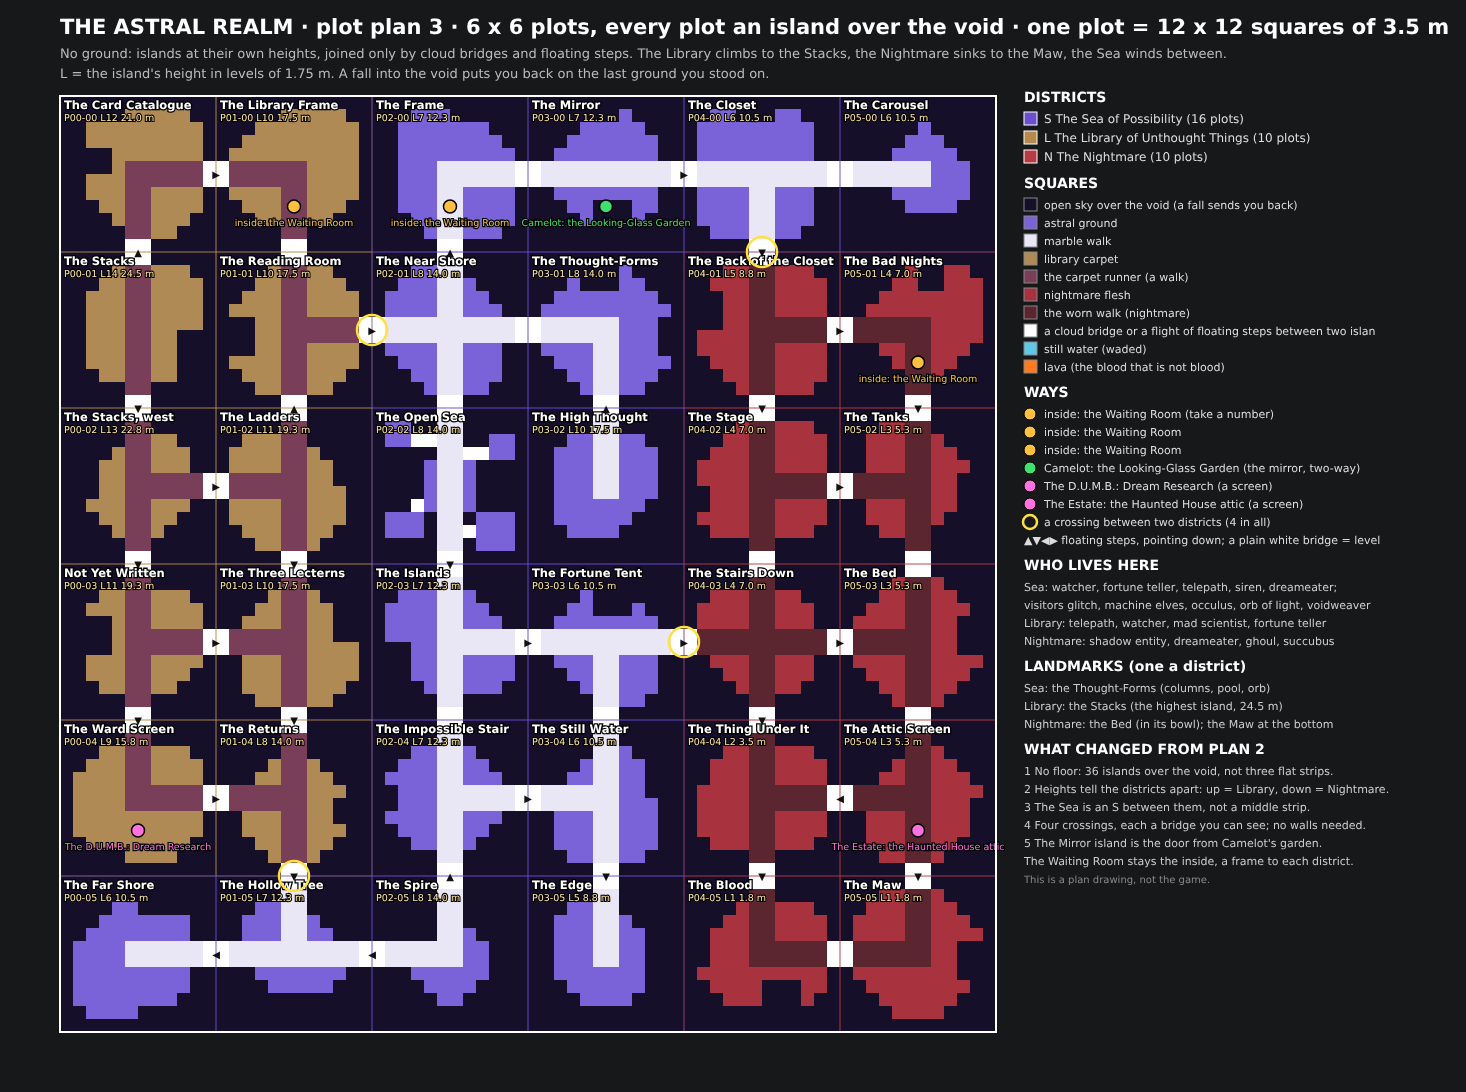 THE ASTRAL REALM · plot plan 3 · 6 x 6 plots, every plot an island over the void · one plot = 12 x 12 squares of 3.5 m
No ground: islands at their own heights, joined only by cloud bridges and floating steps. The Library climbs to the Stacks, the Nightmare sinks to the Maw, the Sea winds between.
L = the island's height in levels of 1.75 m. A fall into the void puts you back on the last ground you stood on.
The Card Catalogue
P00-00 L12 21.0 m
The Library Frame
P01-00 L10 17.5 m
inside: the Waiting Room
The Frame
P02-00 L7 12.3 m
inside: the Waiting Room
The Mirror
P03-00 L7 12.3 m
Camelot: the Looking-Glass Garden
The Closet
P04-00 L6 10.5 m
The Carousel
P05-00 L6 10.5 m
The Stacks
P00-01 L14 24.5 m
The Reading Room
P01-01 L10 17.5 m
The Near Shore
P02-01 L8 14.0 m
The Thought-Forms
P03-01 L8 14.0 m
The Back of the Closet
P04-01 L5 8.8 m
The Bad Nights
P05-01 L4 7.0 m
inside: the Waiting Room
The Stacks, west
P00-02 L13 22.8 m
The Ladders
P01-02 L11 19.3 m
The Open Sea
P02-02 L8 14.0 m
The High Thought
P03-02 L10 17.5 m
The Stage
P04-02 L4 7.0 m
The Tanks
P05-02 L3 5.3 m
Not Yet Written
P00-03 L11 19.3 m
The Three Lecterns
P01-03 L10 17.5 m
The Islands
P02-03 L7 12.3 m
The Fortune Tent
P03-03 L6 10.5 m
The Stairs Down
P04-03 L4 7.0 m
The Bed
P05-03 L3 5.3 m
The Ward Screen
P00-04 L9 15.8 m
The D.U.M.B.: Dream Research
The Returns
P01-04 L8 14.0 m
The Impossible Stair
P02-04 L7 12.3 m
The Still Water
P03-04 L6 10.5 m
The Thing Under It
P04-04 L2 3.5 m
The Attic Screen
P05-04 L3 5.3 m
The Estate: the Haunted House attic
The Far Shore
P00-05 L6 10.5 m
The Hollow Tree
P01-05 L7 12.3 m
The Spire
P02-05 L8 14.0 m
The Edge
P03-05 L5 8.8 m
The Blood
P04-05 L1 1.8 m
The Maw
P05-05 L1 1.8 m
DISTRICTS
S The Sea of Possibility (16 plots)
L The Library of Unthought Things (10 plots)
N The Nightmare (10 plots)
SQUARES
open sky over the void (a fall sends you back)
astral ground
marble walk
library carpet
the carpet runner (a walk)
nightmare flesh
the worn walk (nightmare)
a cloud bridge or a flight of floating steps between two islan
still water (waded)
lava (the blood that is not blood)
WAYS
inside: the Waiting Room (take a number)
inside: the Waiting Room
inside: the Waiting Room
Camelot: the Looking-Glass Garden (the mirror, two-way)
The D.U.M.B.: Dream Research (a screen)
The Estate: the Haunted House attic (a screen)
a crossing between two districts (4 in all)
▲▼◀▶ floating steps, pointing down; a plain white bridge = level
WHO LIVES HERE
Sea: watcher, fortune teller, telepath, siren, dreameater;
visitors glitch, machine elves, occulus, orb of light, voidweaver
Library: telepath, watcher, mad scientist, fortune teller
Nightmare: shadow entity, dreameater, ghoul, succubus
LANDMARKS (one a district)
Sea: the Thought-Forms (columns, pool, orb)
Library: the Stacks (the highest island, 24.5 m)
Nightmare: the Bed (in its bowl); the Maw at the bottom
WHAT CHANGED FROM PLAN 2
1 No floor: 36 islands over the void, not three flat strips.
2 Heights tell the districts apart: up = Library, down = Nightmare.
3 The Sea is an S between them, not a middle strip.
4 Four crossings, each a bridge you can see; no walls needed.
5 The Mirror island is the door from Camelot's garden.
The Waiting Room stays the inside, a frame to each district.
This is a plan drawing, not the game.